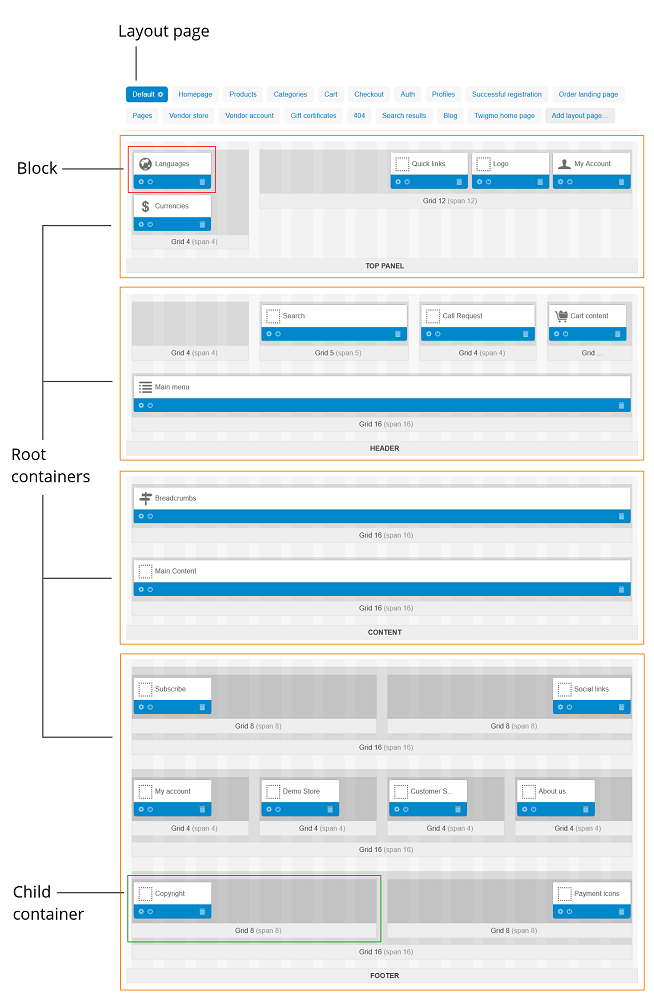 Layout page
Default
Homepage
Products
Categories
Cart
Checkout
Auth
Profiles
Successful registration
Order landing page
Pages
Vendor store
Vendor account
Gift certificates
404
Search results
Blog
Twigmo home page
Add layout page...
Block
Languages
Quick links
Logo
My Account
Currencies
Grid 12 (span 12)
Grid 4 (span 4)
TOP PANEL
Search
Call Request
Cart content
Grid 4 (span 4)
Grid 5 (span 5)
Grid 4 (span 4)
Grid ...
Main menu
Grid 16 (span 16)
HEADER
Root
containers
Breadcrumbs
Grid 16 (span 16)
Main Content
Grid 16 (span 16)
CONTENT
Subscribe
Social links
Grid 8 (span 8)
Grid 8 (span 8)
Grid 16 (span 16)
My account
Demo Store
Customer S...
About us
Grid 4 (span 4)
Grid 4 (span 4)
Grid 4 (span 4)
Grid 4 (span 4)
Grid 16 (span 16)
Child
container
Copyright
Payment icons
Grid 8 (span 8)
Grid 8 (span 8)
Grid 16 (span 16)
FOOTER